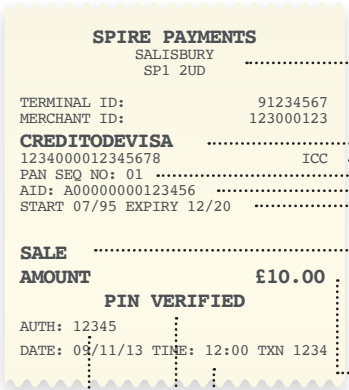 SPIRE PAYMENTS
SALISBURY
SP1 2UD
TERMINAL ID: 91234567
MERCHANT ID: 123000123
CREDITODEVISA
1234000012345678 ICC
PAN SEQ NO: 01
AID: A00000000123456
START 07/95 EXPIRY 12/20
SALE
AMOUNT £10.00
PIN VERIFIED
AUTH: 12345
DATE: 09/11/13 TIME: 12:00 TXN 1234